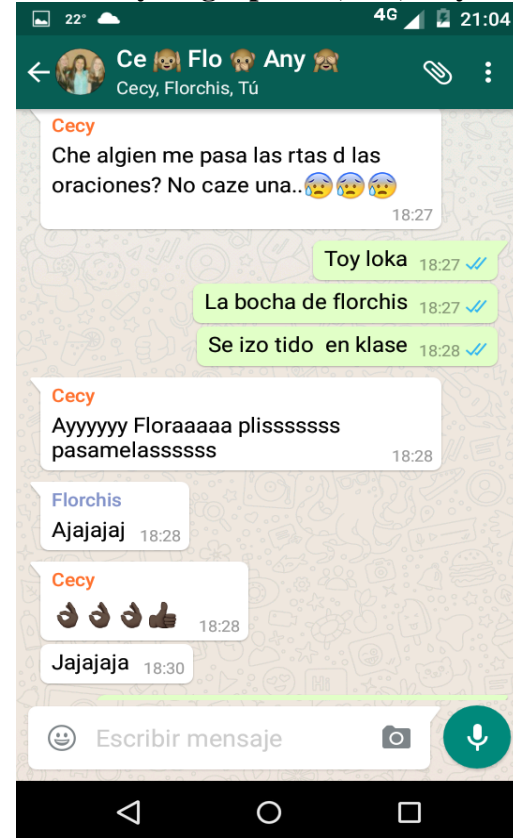 22° 4G 21:04
Ce 🙉 Flo 🙊 Any 🙈
Cecy, Florchis, Tú
Cecy
Che algien me pasa las rtas d las
oraciones? No caze una..😰😰😰
18:27
Toy loka 18:27
La bocha de florchis 18:27
Se izo tido en klase 18:28
Cecy
Ayyyyyy Floraaaaa plisssssss
pasamelassssss 18:28
Florchis
Ajajajaj 18:28
Cecy
👌🏿👌🏿👌🏿👍🏿 18:28
Jajajaja 18:30
Escribir mensaje